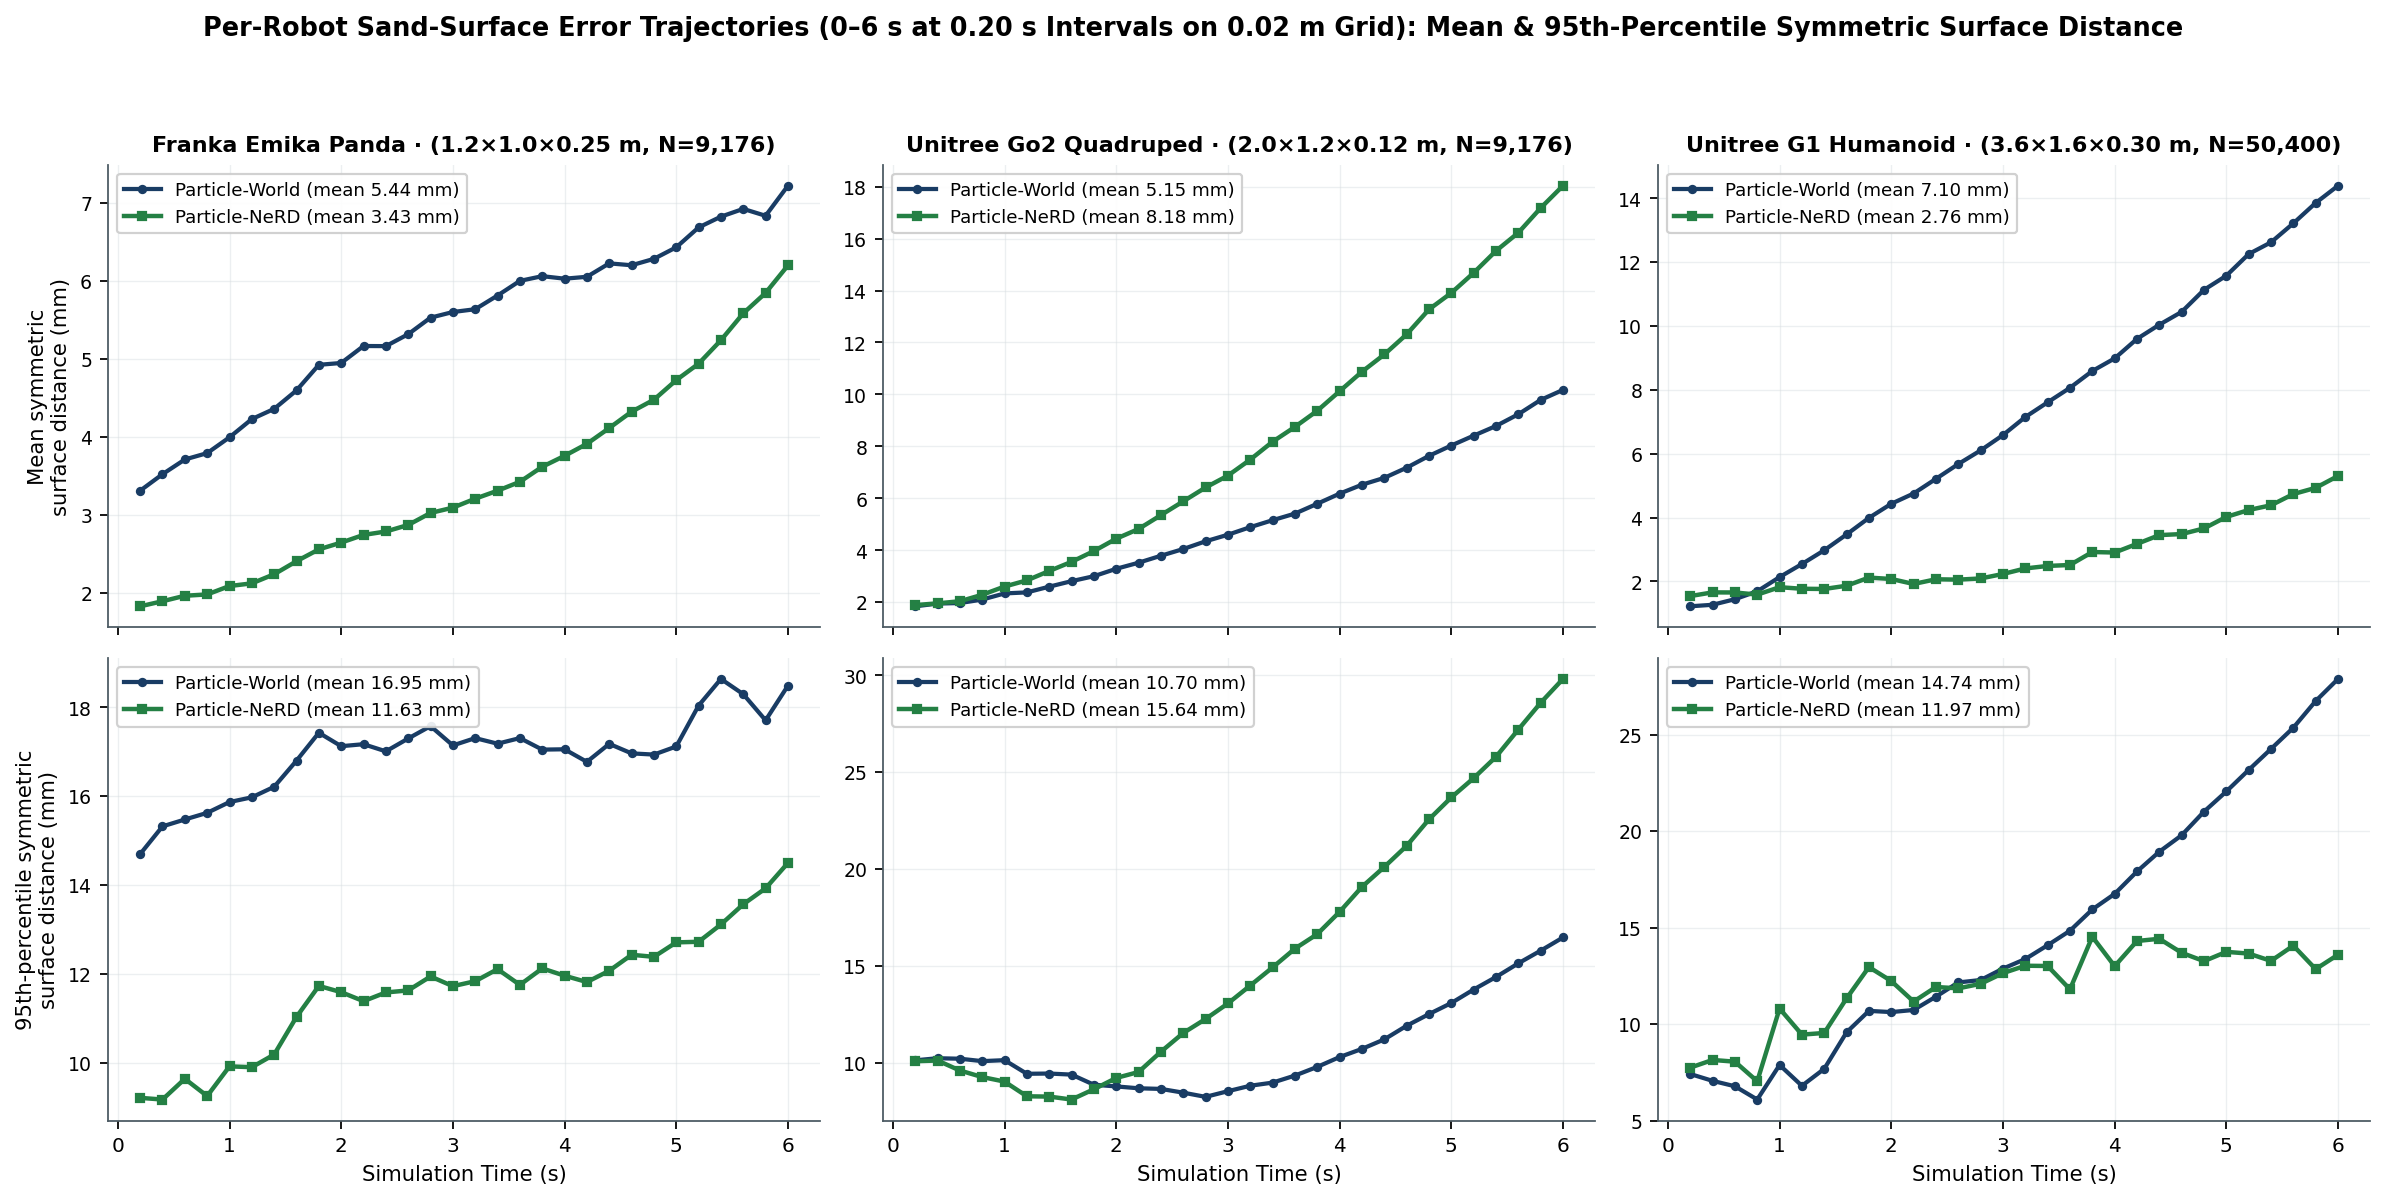 Per-Robot Sand-Surface Error Trajectories (0–6 s at 0.20 s Intervals on 0.02 m Grid): Mean & 95th-Percentile Symmetric Surface Distance
Franka Emika Panda · (1.2×1.0×0.25 m, N=9,176)
Particle-World (mean 5.44 mm)
Particle-NeRD (mean 3.43 mm)
Mean symmetric
surface distance (mm)
7
6
5
4
3
2
Unitree Go2 Quadruped · (2.0×1.2×0.12 m, N=9,176)
Particle-World (mean 5.15 mm)
Particle-NeRD (mean 8.18 mm)
18
16
14
12
10
8
6
4
2
Unitree G1 Humanoid · (3.6×1.6×0.30 m, N=50,400)
Particle-World (mean 7.10 mm)
Particle-NeRD (mean 2.76 mm)
14
12
10
8
6
4
2
Particle-World (mean 16.95 mm)
Particle-NeRD (mean 11.63 mm)
95th-percentile symmetric
surface distance (mm)
18
16
14
12
10
0 1 2 3 4 5 6
Simulation Time (s)
Particle-World (mean 10.70 mm)
Particle-NeRD (mean 15.64 mm)
30
25
20
15
10
0 1 2 3 4 5 6
Simulation Time (s)
Particle-World (mean 14.74 mm)
Particle-NeRD (mean 11.97 mm)
25
20
15
10
5
0 1 2 3 4 5 6
Simulation Time (s)